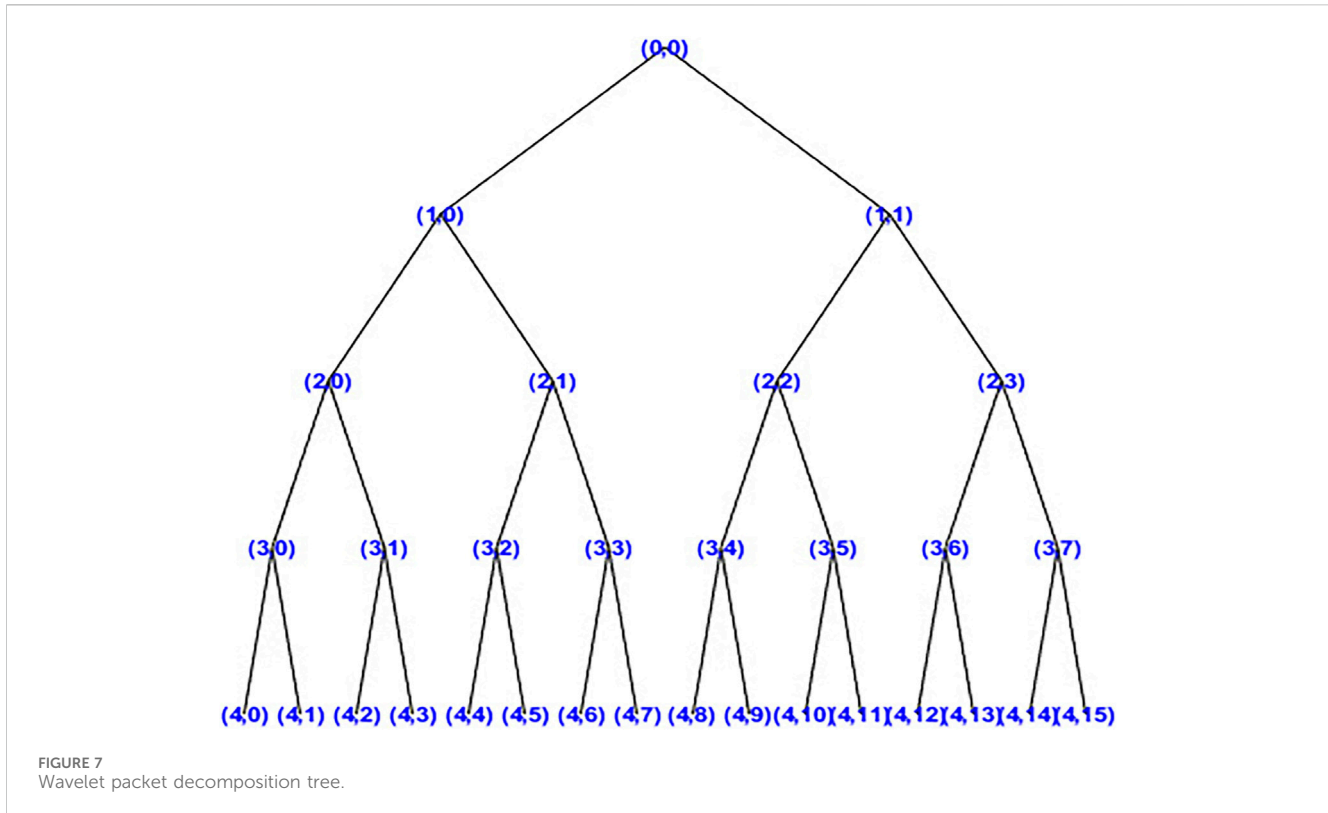 (0,0)
(1,0) (1,1)
(2,0) (2,1) (2,2) (2,3)
(3,0) (3,1) (3,2) (3,3) (3,4) (3,5) (3,6) (3,7)
(4,0) (4,1) (4,2) (4,3) (4,4) (4,5) (4,6) (4,7) (4,8) (4,9) (4,10) (4,11) (4,12) (4,13) (4,14) (4,15)
FIGURE 7
Wavelet packet decomposition tree.